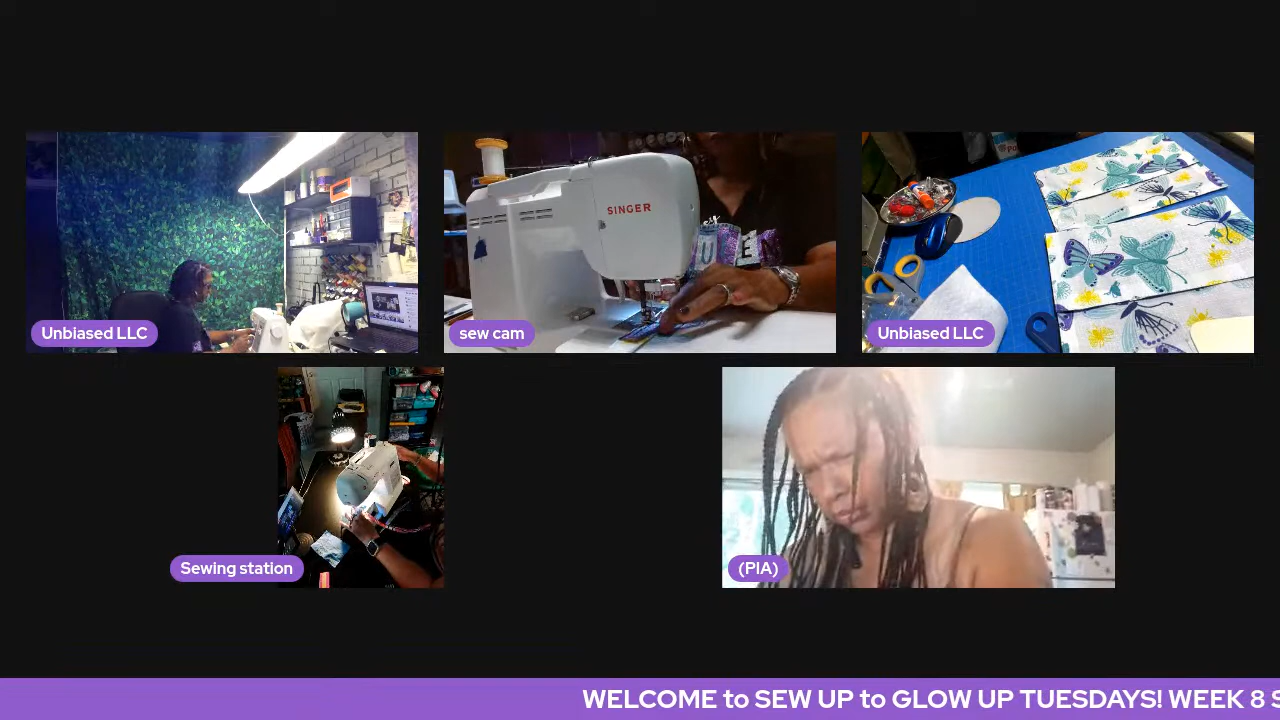 SINGER
U E
Unbiased LLC
sew cam
Unbiased LLC
Sewing station
(PIA)
WELCOME to SEW UP to GLOW UP TUESDAYS! WEEK 8 S